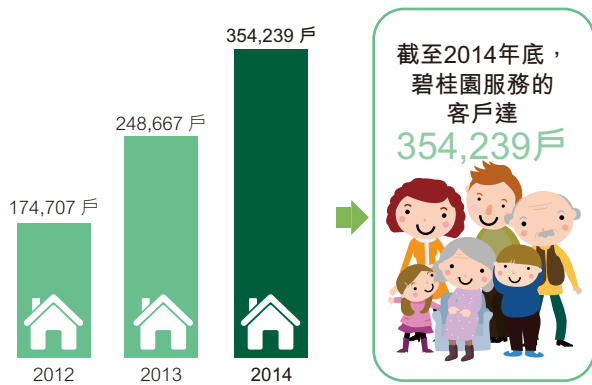 354,239 戶
248,667 戶
174,707 戶
2012
2013
2014
截至2014年底，
碧桂園服務的
客戶達
354,239戶